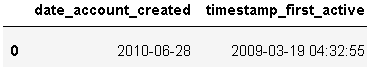 date_account_created timestamp_first_active
0 2010-06-28 2009-03-19 04:32:55